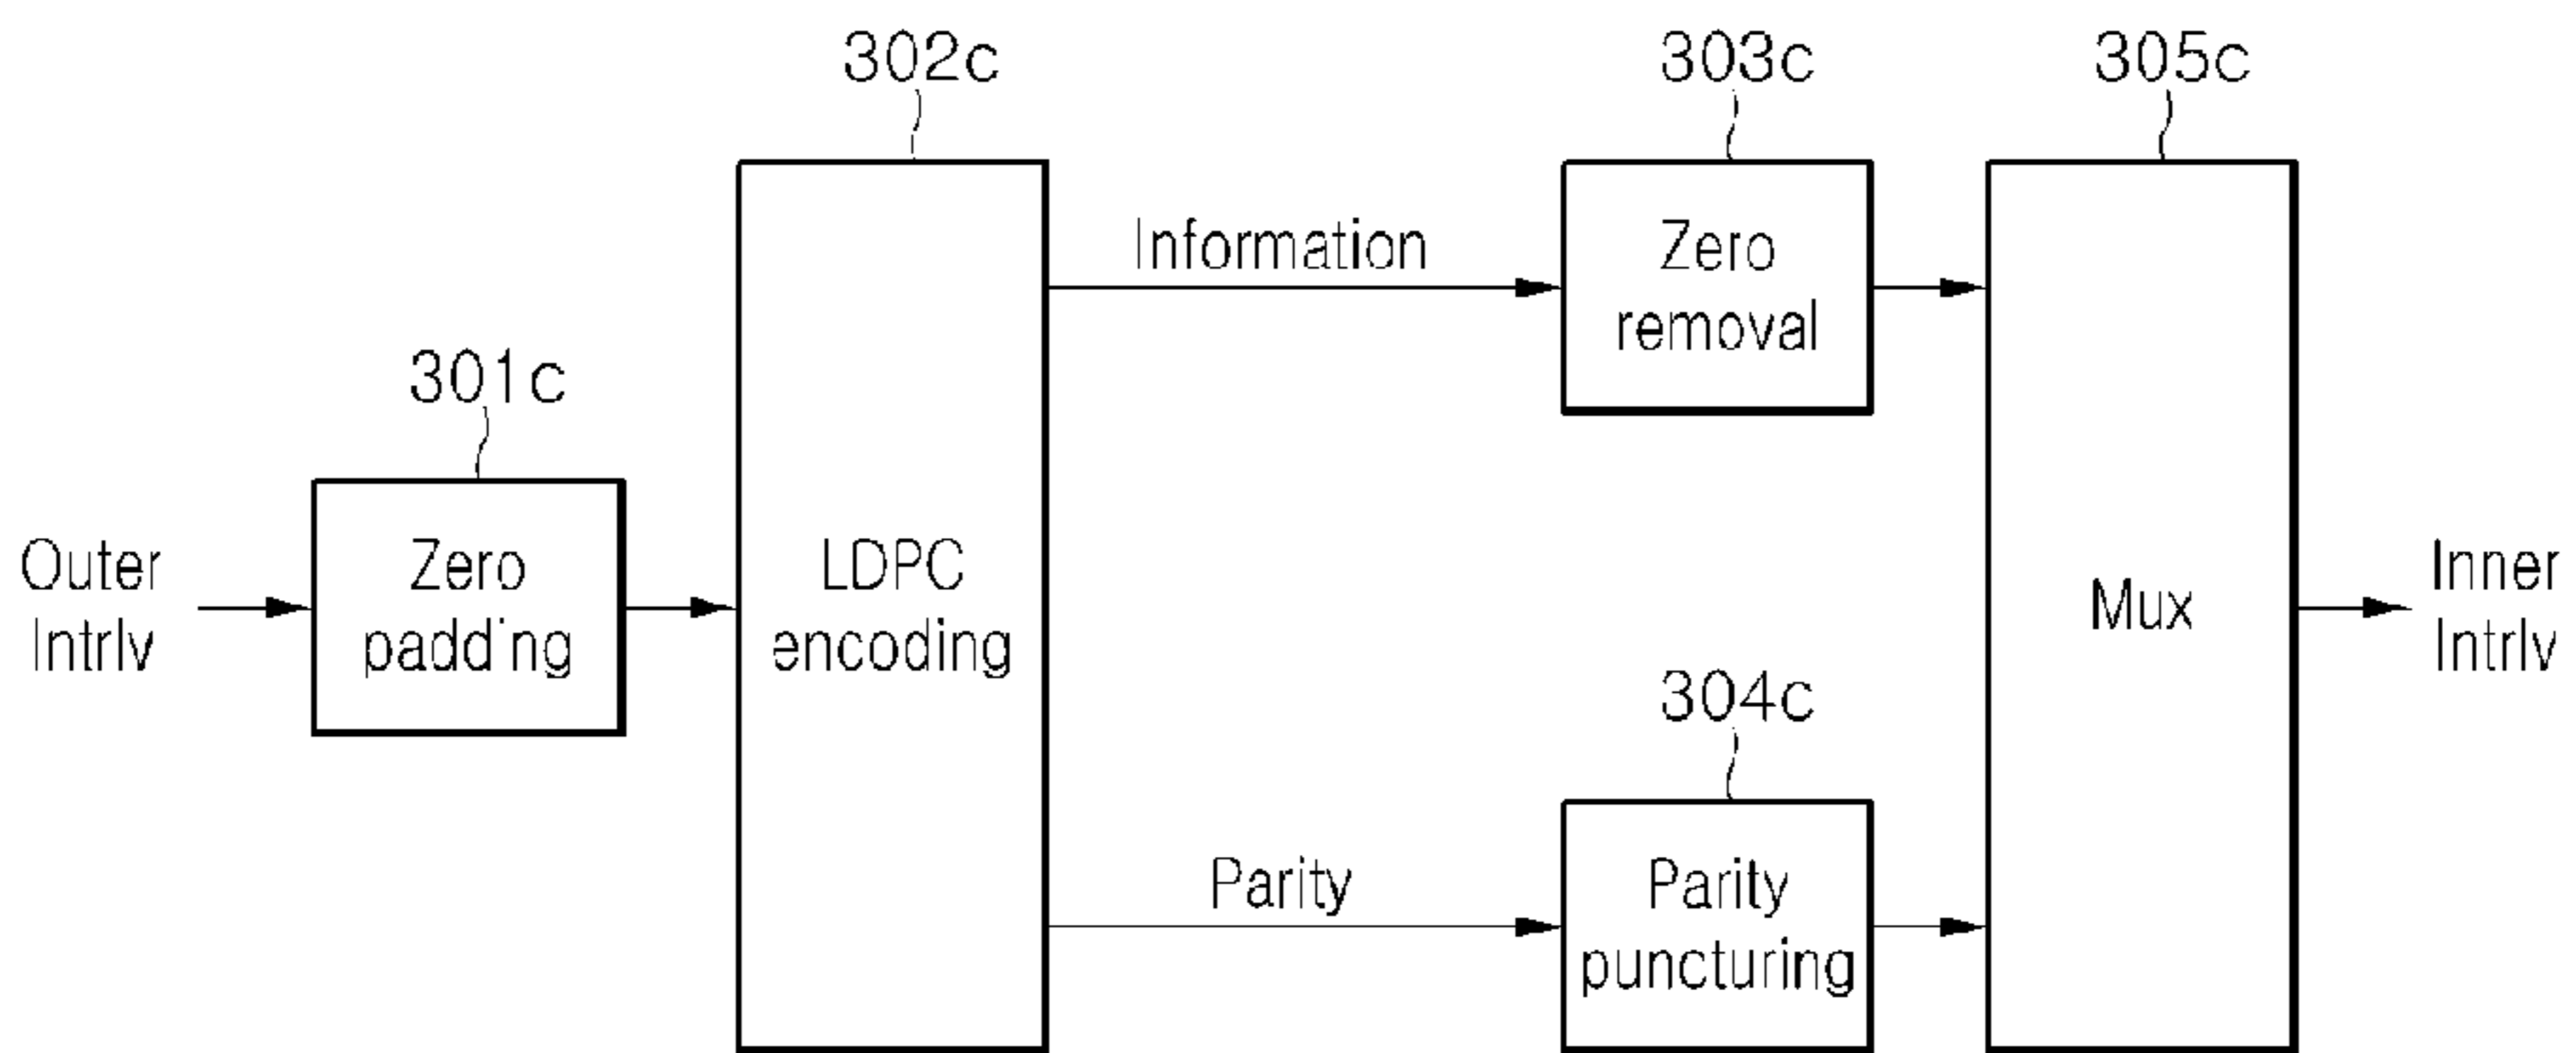 302c
303c
305c
Information
Zero
removal
301c
Outer
Intrlv
Zero
padding
LDPC
encoding
Mux
Inner
Intrlv
304c
Parity
Parity
puncturing